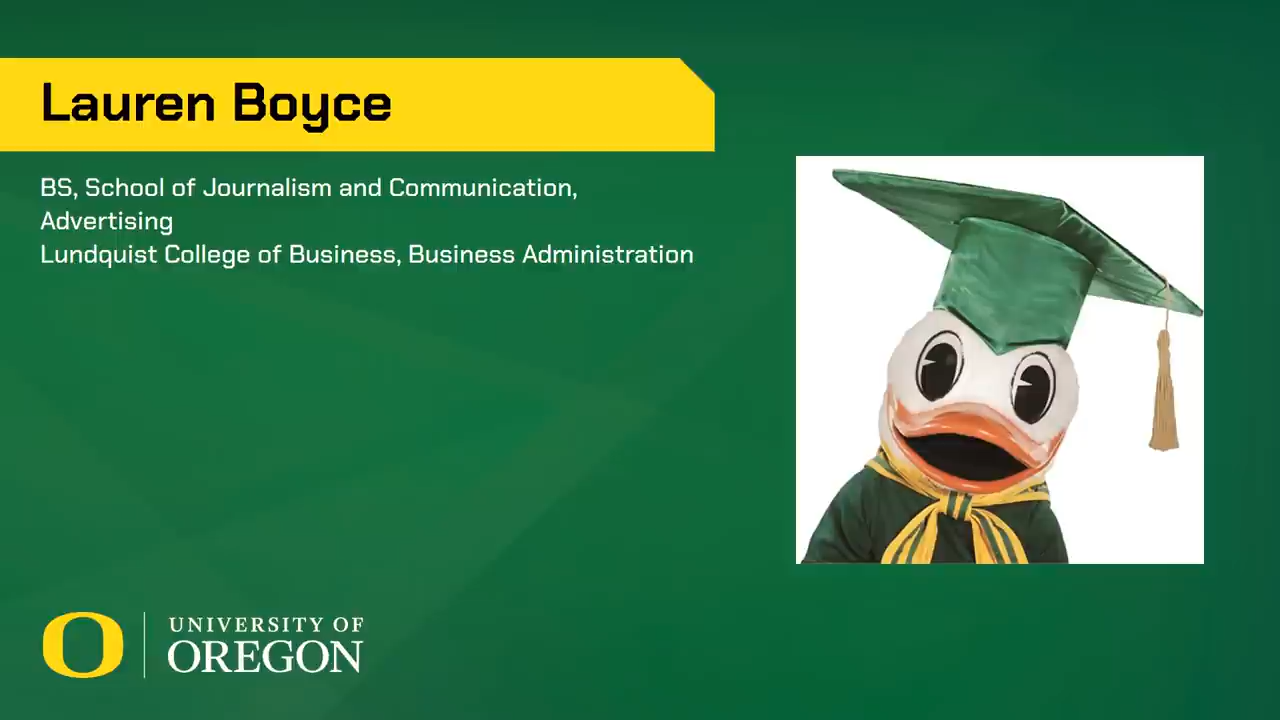 Lauren Boyce
BS, School of Journalism and Communication,
Advertising
Lundquist College of Business, Business Administration
O
UNIVERSITY OF
OREGON